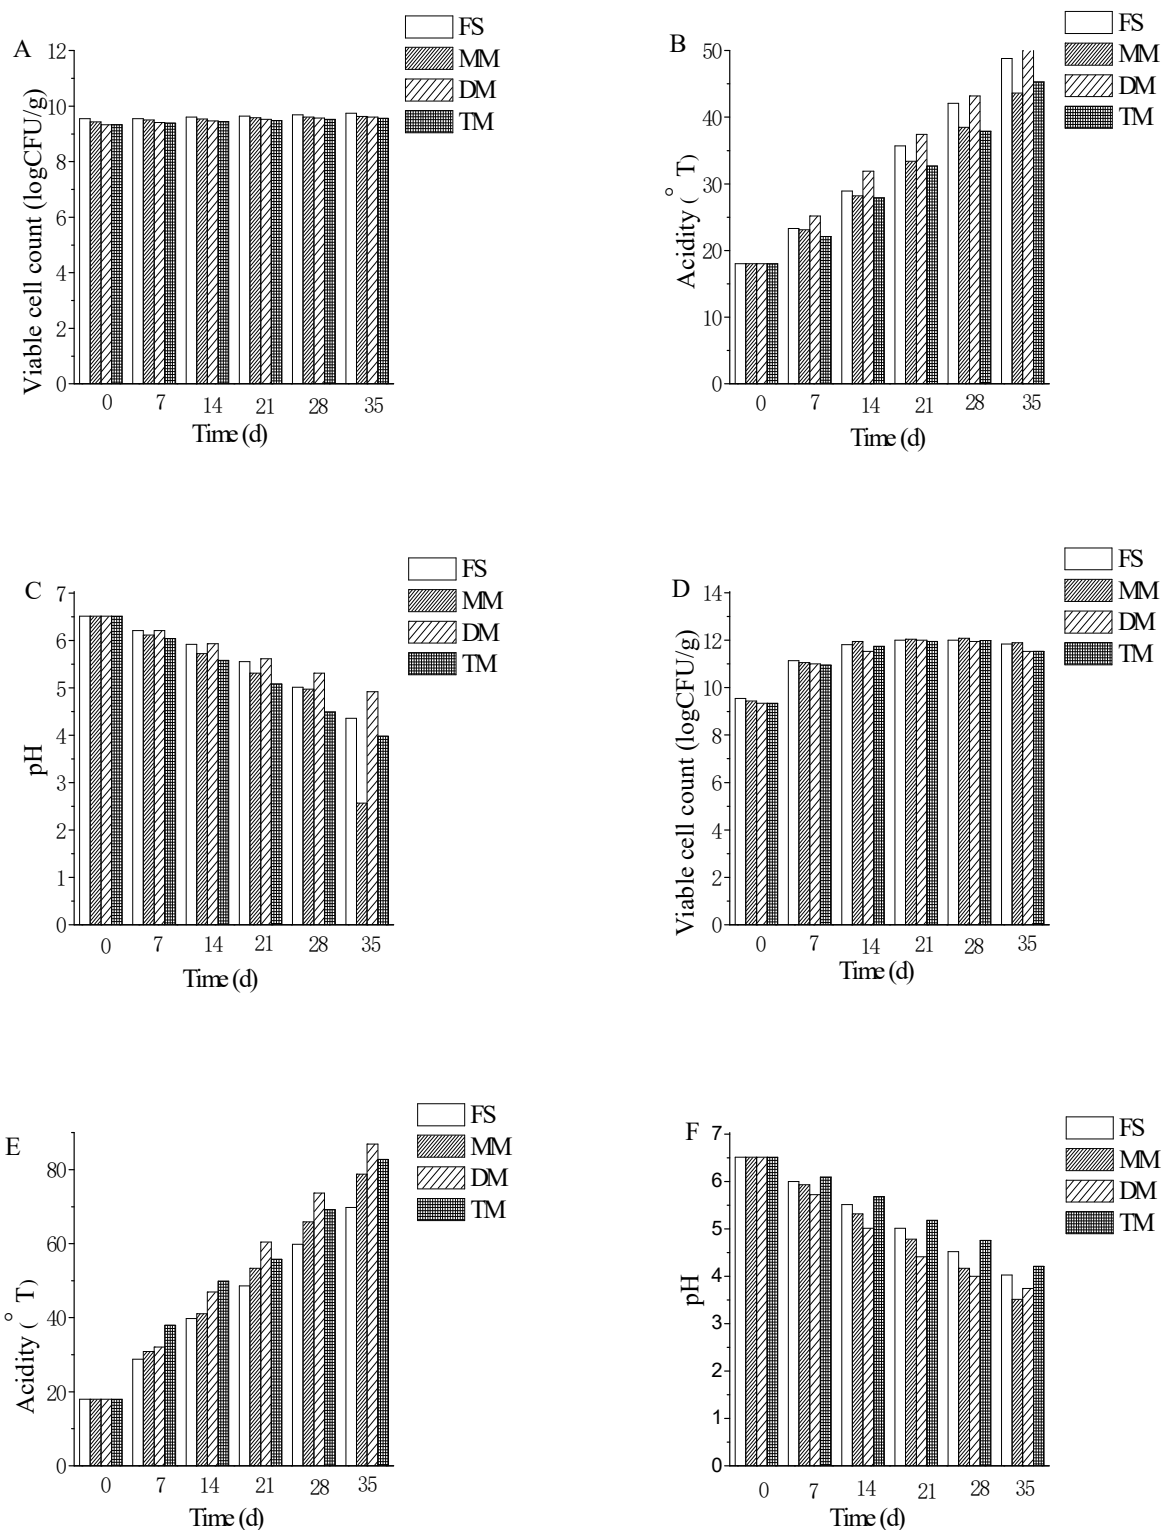 A
FS
MM
DM
TM
12
10
8
6
4
2
0
Viable cell count (logCFU/g)
0 7 14 21 28 35
Time (d)
B
FS
MM
DM
TM
50
40
30
20
10
0
Acidity (° T)
0 7 14 21 28 35
Time (d)
C
FS
MM
DM
TM
7
6
5
4
3
2
1
0
pH
0 7 14 21 28 35
Time (d)
D
FS
MM
DM
TM
14
12
10
8
6
4
2
0
Viable cell count (logCFU/g)
0 7 14 21 28 35
Time (d)
E
FS
MM
DM
TM
80
60
40
20
0
Acidity (° T)
0 7 14 21 28 35
Time (d)
F
FS
MM
DM
TM
7
6
5
4
3
2
1
0
pH
0 7 14 21 28 35
Time (d)